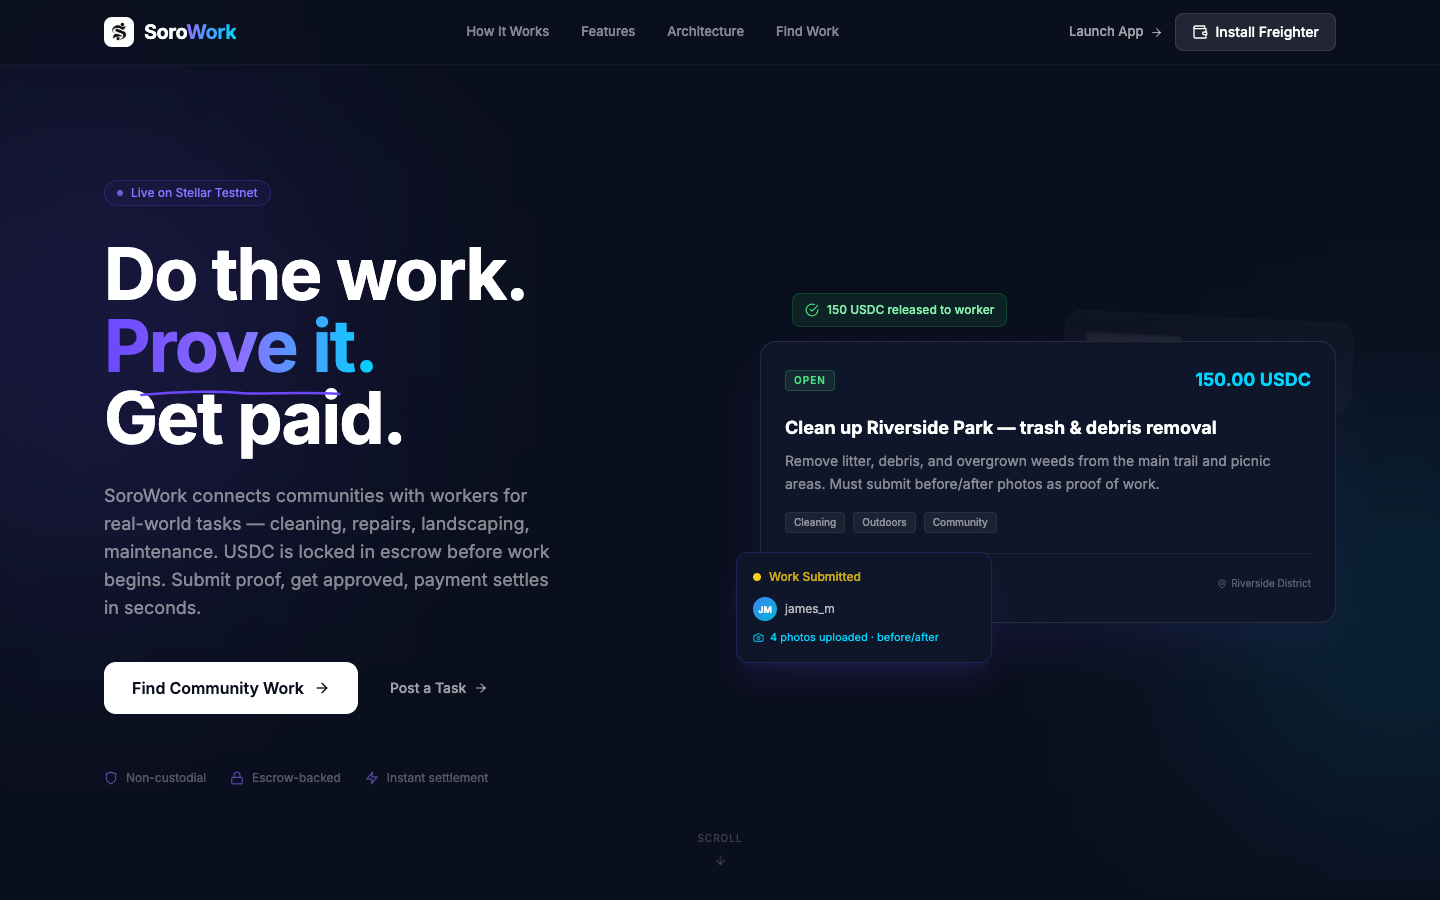 SoroWork
How It Works
Features
Architecture
Find Work
Launch App →
Install Freighter
Live on Stellar Testnet
Do the work.
Prove it.
Get paid.
SoroWork connects communities with workers for
real-world tasks — cleaning, repairs, landscaping,
maintenance. USDC is locked in escrow before work
begins. Submit proof, get approved, payment settles
in seconds.
Find Community Work →
Post a Task →
Non-custodial
Escrow-backed
Instant settlement
150 USDC released to worker
OPEN
150.00 USDC
Clean up Riverside Park — trash & debris removal
Remove litter, debris, and overgrown weeds from the main trail and picnic
areas. Must submit before/after photos as proof of work.
Cleaning
Outdoors
Community
Riverside District
Work Submitted
JM
james_m
4 photos uploaded · before/after
SCROLL